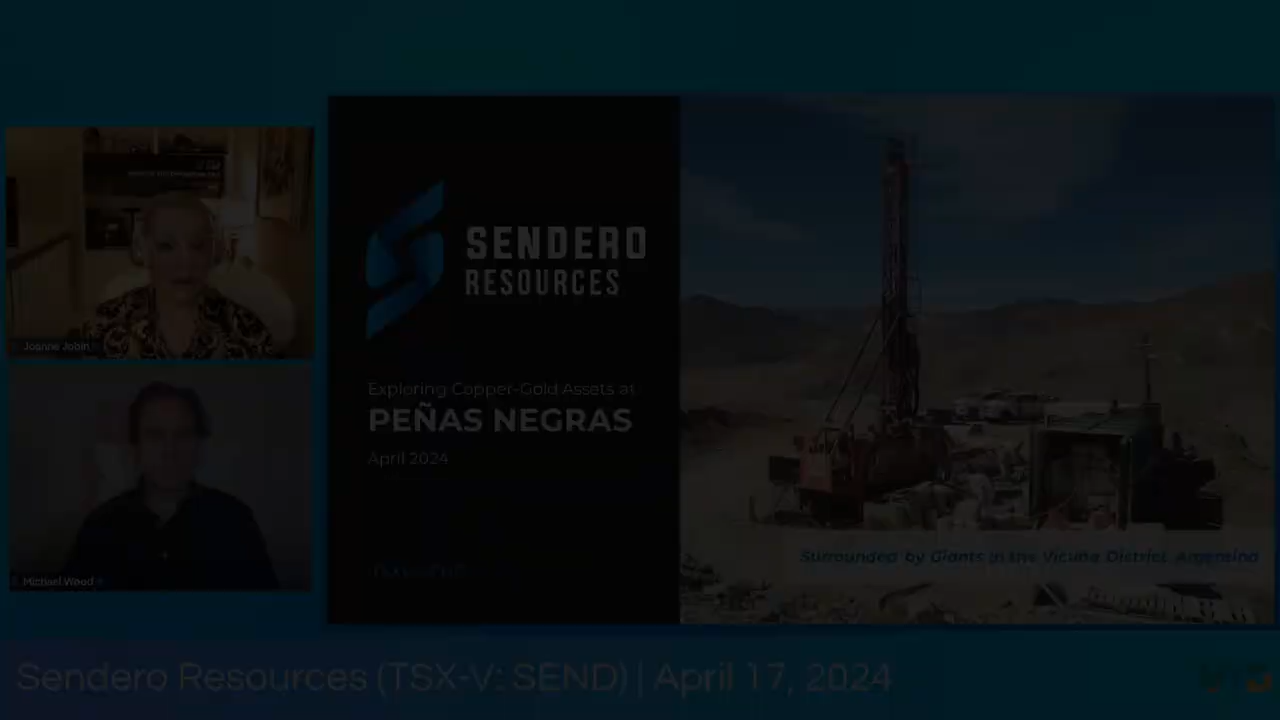 Joanne Jobin
Michael Wood
SENDERO
RESOURCES
Exploring Copper-Gold Assets at
PEÑAS NEGRAS
April 2024
Surrounded by Giants in the Vicuña District, Argentina
Sendero Resources (TSX-V: SEND) | April 17, 2024